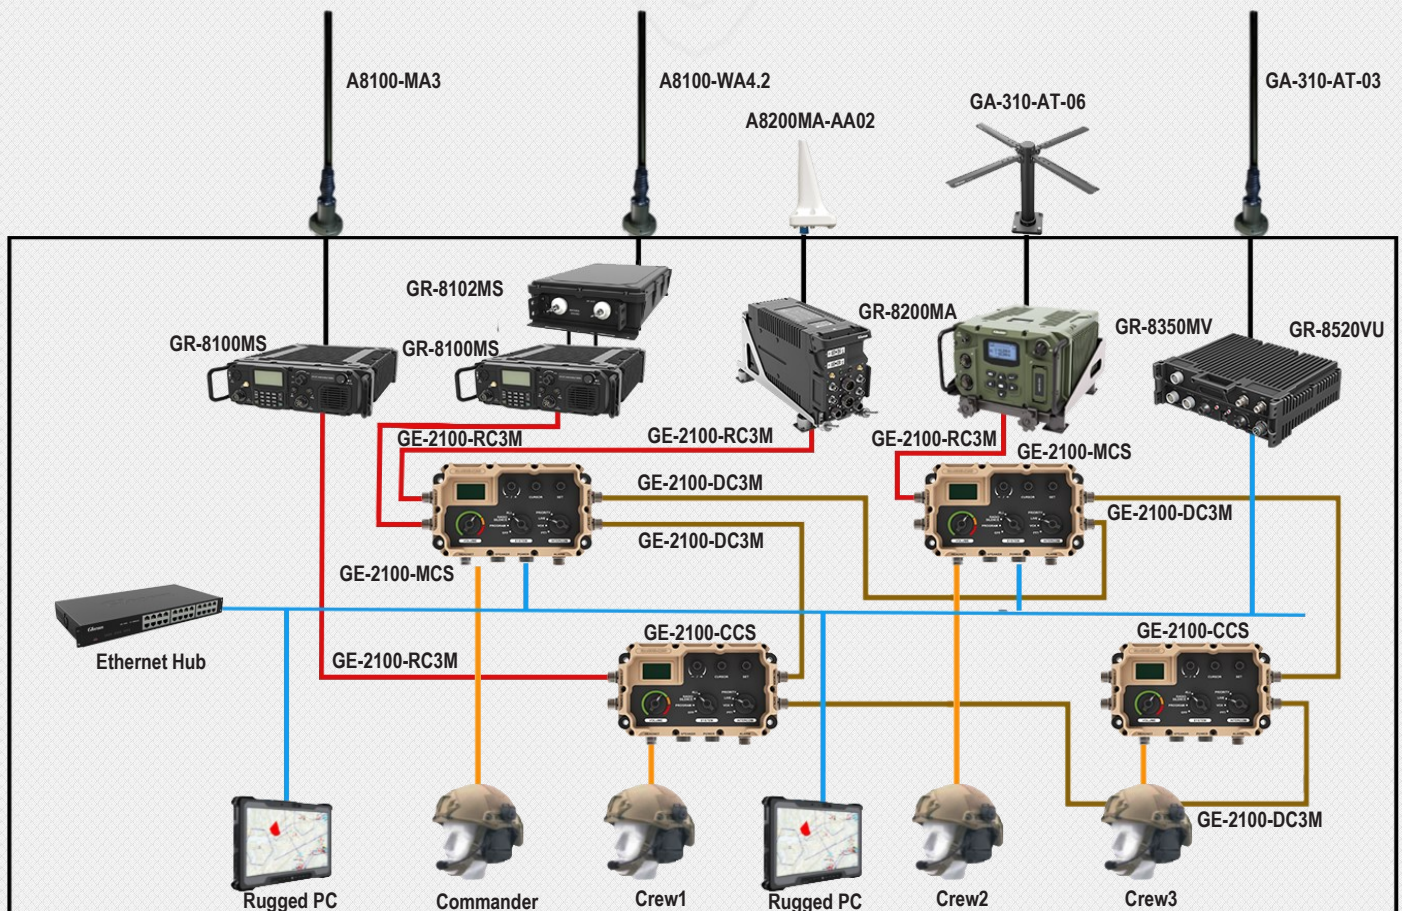 A8100-MA3
A8100-WA4.2
GA-310-AT-03
GA-310-AT-06
A8200MA-AA02
GR-8102MS
GR-8200MA
GR-8350MV
GR-8520VU
GR-8100MS
GR-8100MS
GE-2100-RC3M
GE-2100-RC3M
GE-2100-RC3M
GE-2100-MCS
GE-2100-DC3M
GE-2100-DC3M
GE-2100-DC3M
GE-2100-MCS
GE-2100-CCS
GE-2100-CCS
Ethernet Hub
GE-2100-RC3M
GE-2100-DC3M
Rugged PC
Commander
Crew1
Rugged PC
Crew2
Crew3